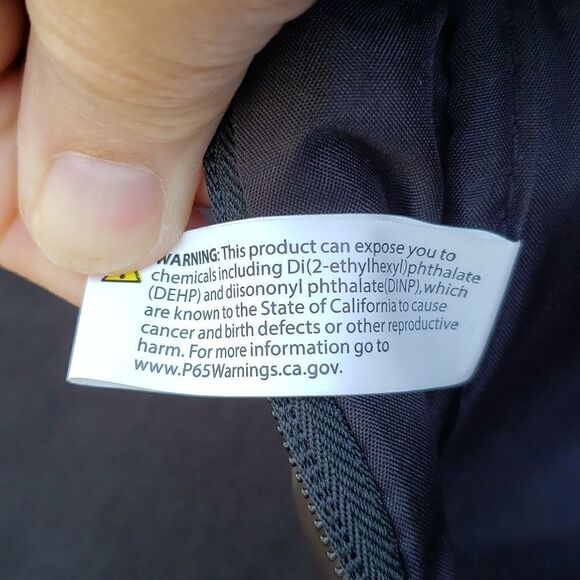 WARNING: This product can expose you to
chemicals including Di(2-ethylhexyl)phthalate
(DEHP) and diisononyl phthalate(DINP), which
are known to the State of California to cause
cancer and birth defects or other reproductive
harm. For more information go to
www.P65Warnings.ca.gov.